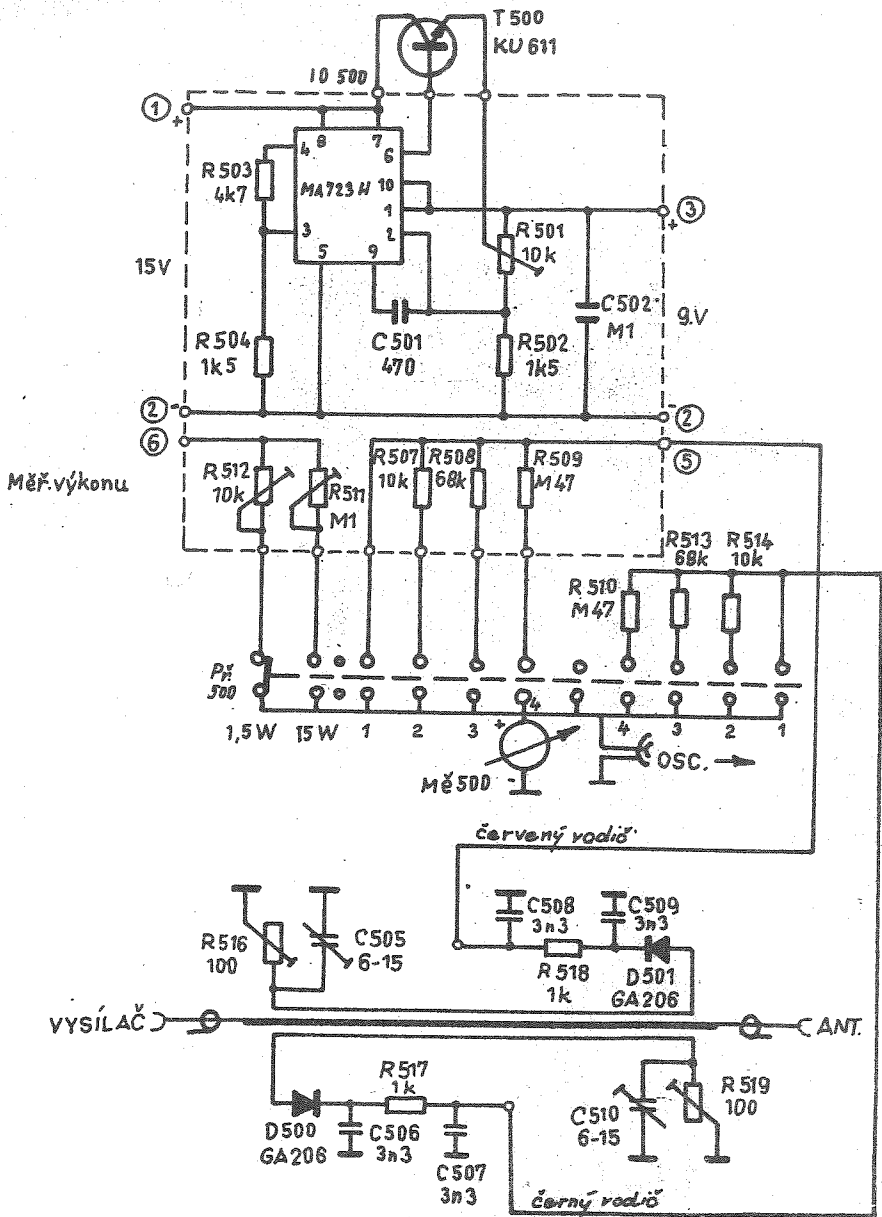 T 500
KU 611
IO 500
1
+
4
8
7
6
R503
4k7
MA723H
10
1
3
+
3
2
R501
10k
5
9
15V
C501
470
C502
M1
9V
R504
1k5
R502
1k5
2
-
-
2
6
5
Měř. výkonu
R512
10k
R511
M1
R507
10k
R508
68k
R509
M47
R513
68k
R514
10k
R510
M47
Př.
500
1,5W
15W
1
2
3
4
4
3
2
1
+
-
Mě500
OSC.
červený vodič
R516
100
C505
6-15
C508
3n3
C509
3n3
R518
1k
D501
GA206
VYSÍLAČ
ANT.
R517
1k
D500
GA206
C506
3n3
C507
3n3
C510
6-15
R519
100
černý vodič